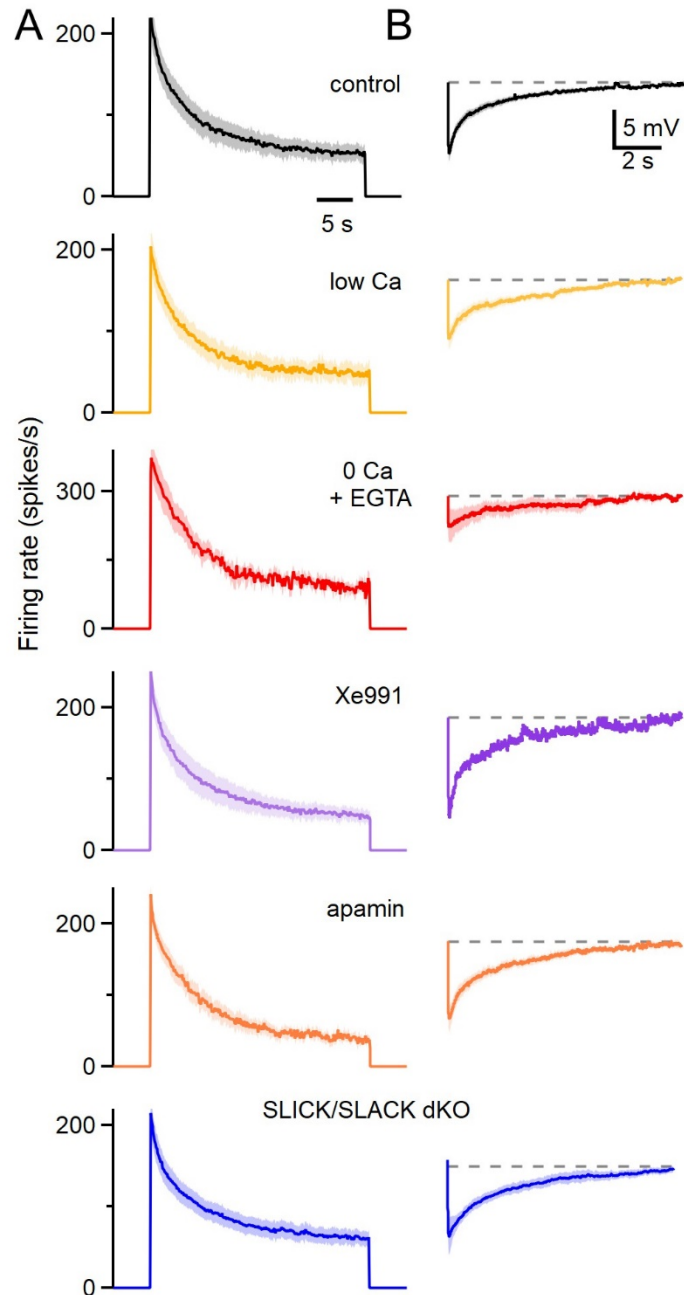 A
B
200
control
5 mV
2 s
0
5 s
200
low Ca
0
0 Ca
+ EGTA
300
0
Firing rate (spikes/s)
Xe991
200
0
apamin
200
0
SLICK/SLACK dKO
200
0